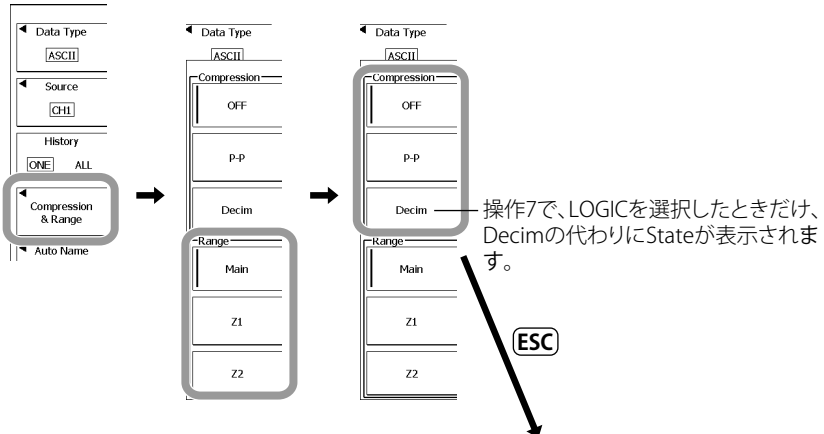 Data Type
ASCII
Source
CH1
History
ONE ALL
Compression
& Range
Auto Name
Data Type
ASCII
Compression
OFF
P-P
Decim
Range
Main
Z1
Z2
Data Type
ASCII
Compression
OFF
P-P
Decim
Range
Main
Z1
Z2
操作7で、LOGICを選択したときだけ、
Decimの代わりにStateが表示されま
す。
ESC